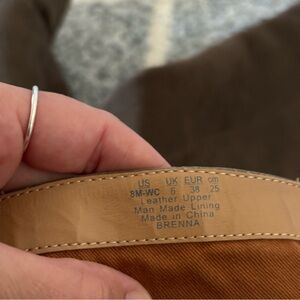 US UK EUR cm
8M-WC 6 38 25
Leather Upper
Man Made Lining
Made in China
BRENNA